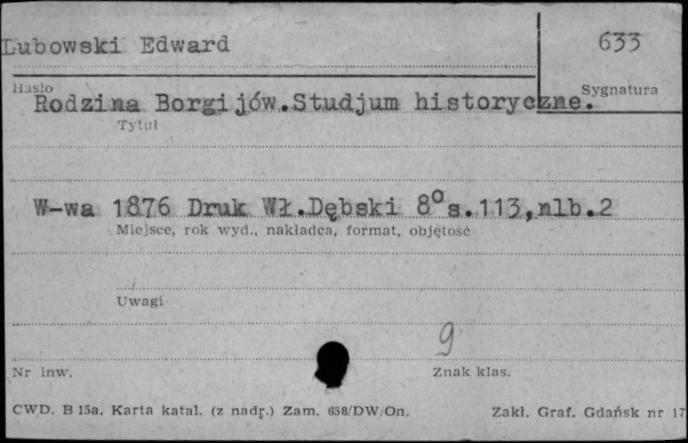 Lubowski Edward 633
Hasło Sygnatura
Rodzina Borgijów.Studjum historyczne.
Tytuł
W-wa 1876 Druk Wł.Dębski 8° s.113,nlb.2
Miejsce, rok wyd., nakładca, format, objętość
Uwagi
9
Nr inw. Znak klas.
CWD. B 15a. Karta katal. (z nadr.) Zam. 658/DW/On. Zakł. Graf. Gdańsk nr 17